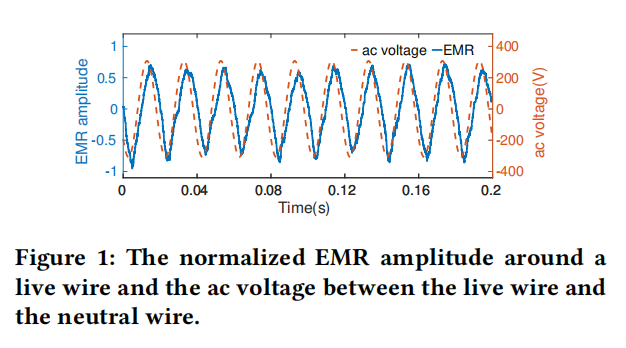 ac voltage EMR
1
0.5
0
-0.5
-1
EMR amplitude
400
200
0
-200
-400
ac voltage(V)
0 0.04 0.08 0.12 0.16 0.2
Time(s)
Figure 1: The normalized EMR amplitude around a
live wire and the ac voltage between the live wire and
the neutral wire.